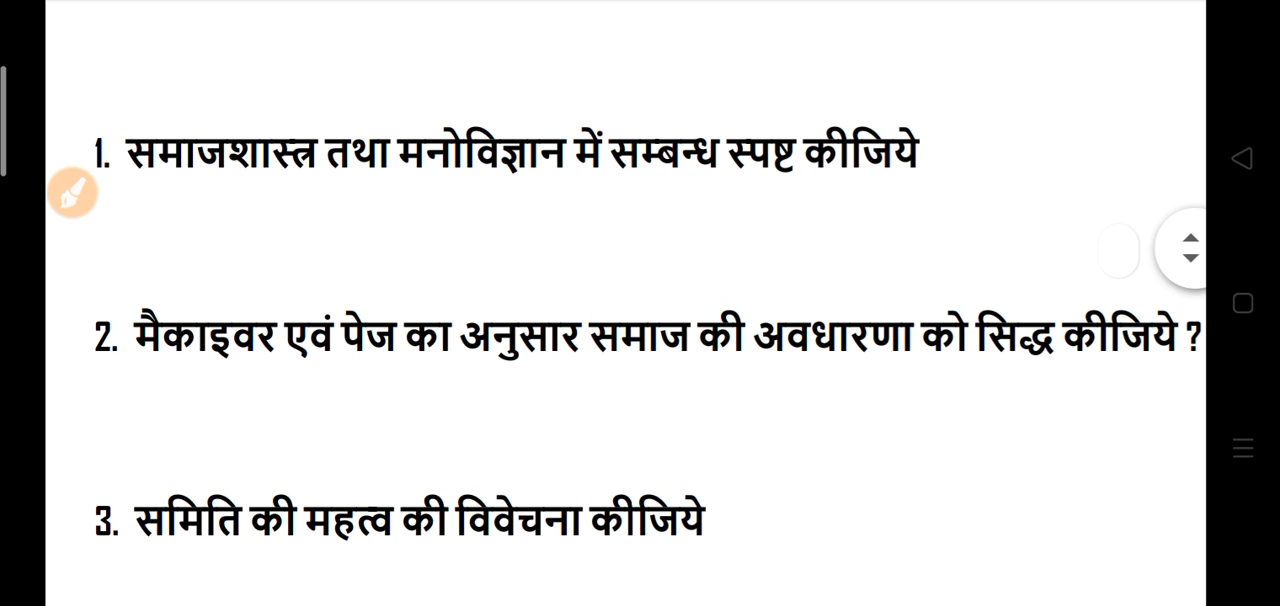 1. समाजशास्त्र तथा मनोविज्ञान में सम्बन्ध स्पष्ट कीजिये
2. मैकाइवर एवं पेज का अनुसार समाज की अवधारणा को सिद्ध कीजिये ?
3. समिति की महत्व की विवेचना कीजिये